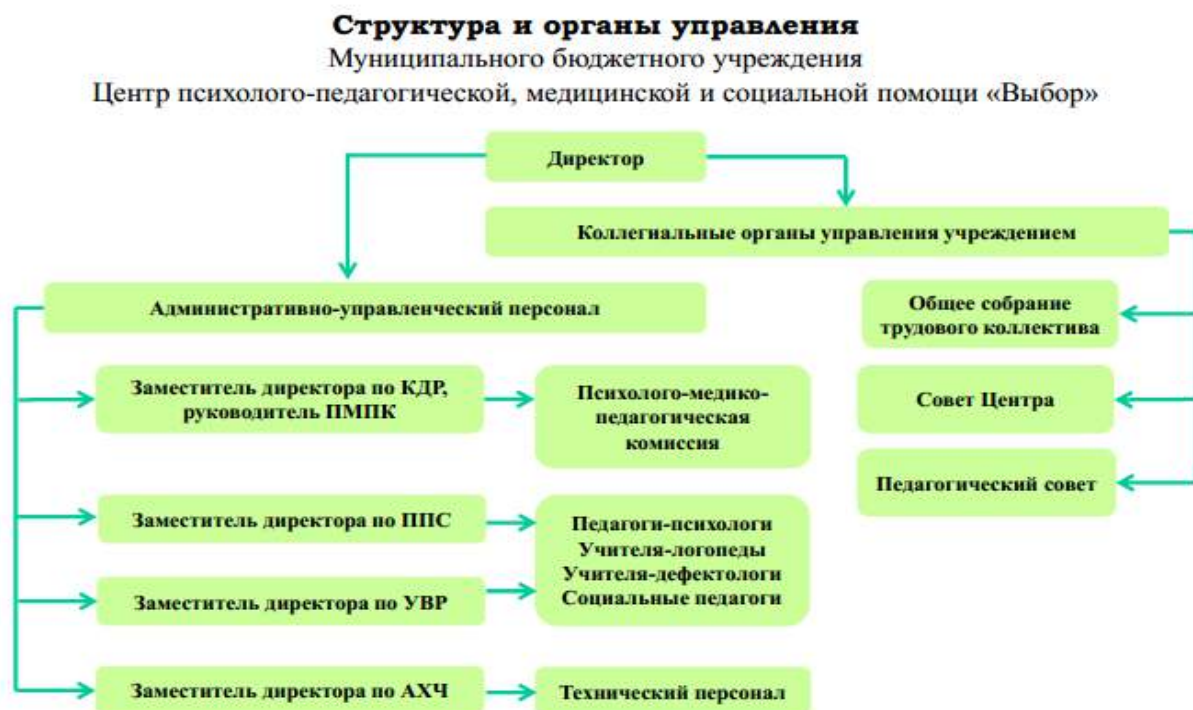 Структура и органы управления
Муниципального бюджетного учреждения
Центр психолого-педагогической, медицинской и социальной помощи «Выбор»
Директор
Коллегиальные органы управления учреждением
Административно-управленческий персонал
Общее собрание
трудового коллектива
Заместитель директора по КДР,
руководитель ПМПК
Психолого-медико-
педагогическая
комиссия
Совет Центра
Педагогический совет
Заместитель директора по ППС
Педагоги-психологи
Учителя-логопеды
Учителя-дефектологи
Социальные педагоги
Заместитель директора по УВР
Заместитель директора по АХЧ
Технический персонал